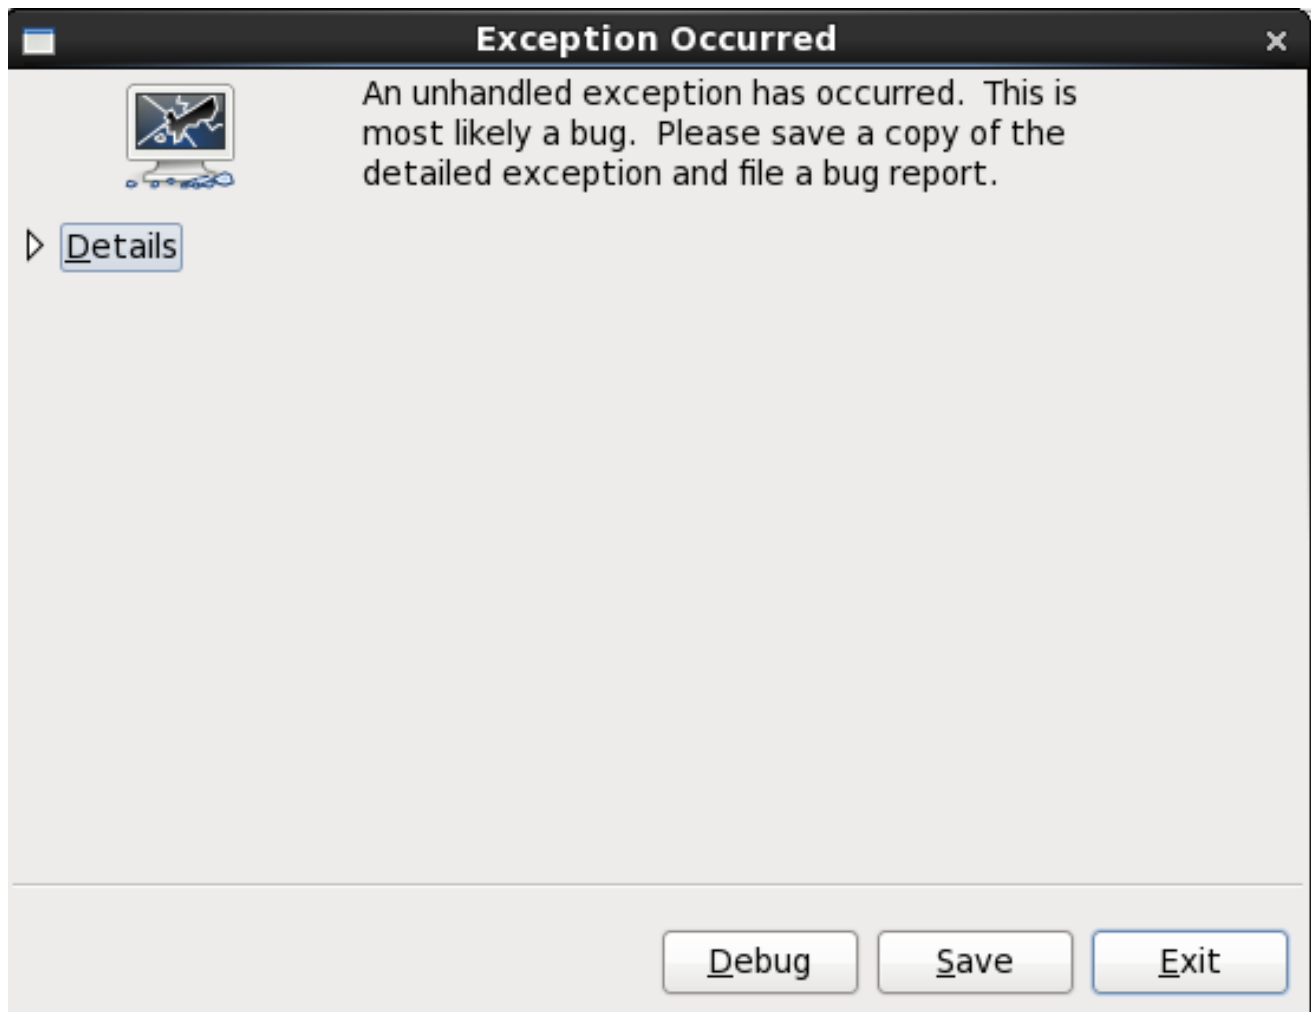 Exception Occurred
An unhandled exception has occurred.  This is
most likely a bug.  Please save a copy of the
detailed exception and file a bug report.
Details
Debug
Save
Exit